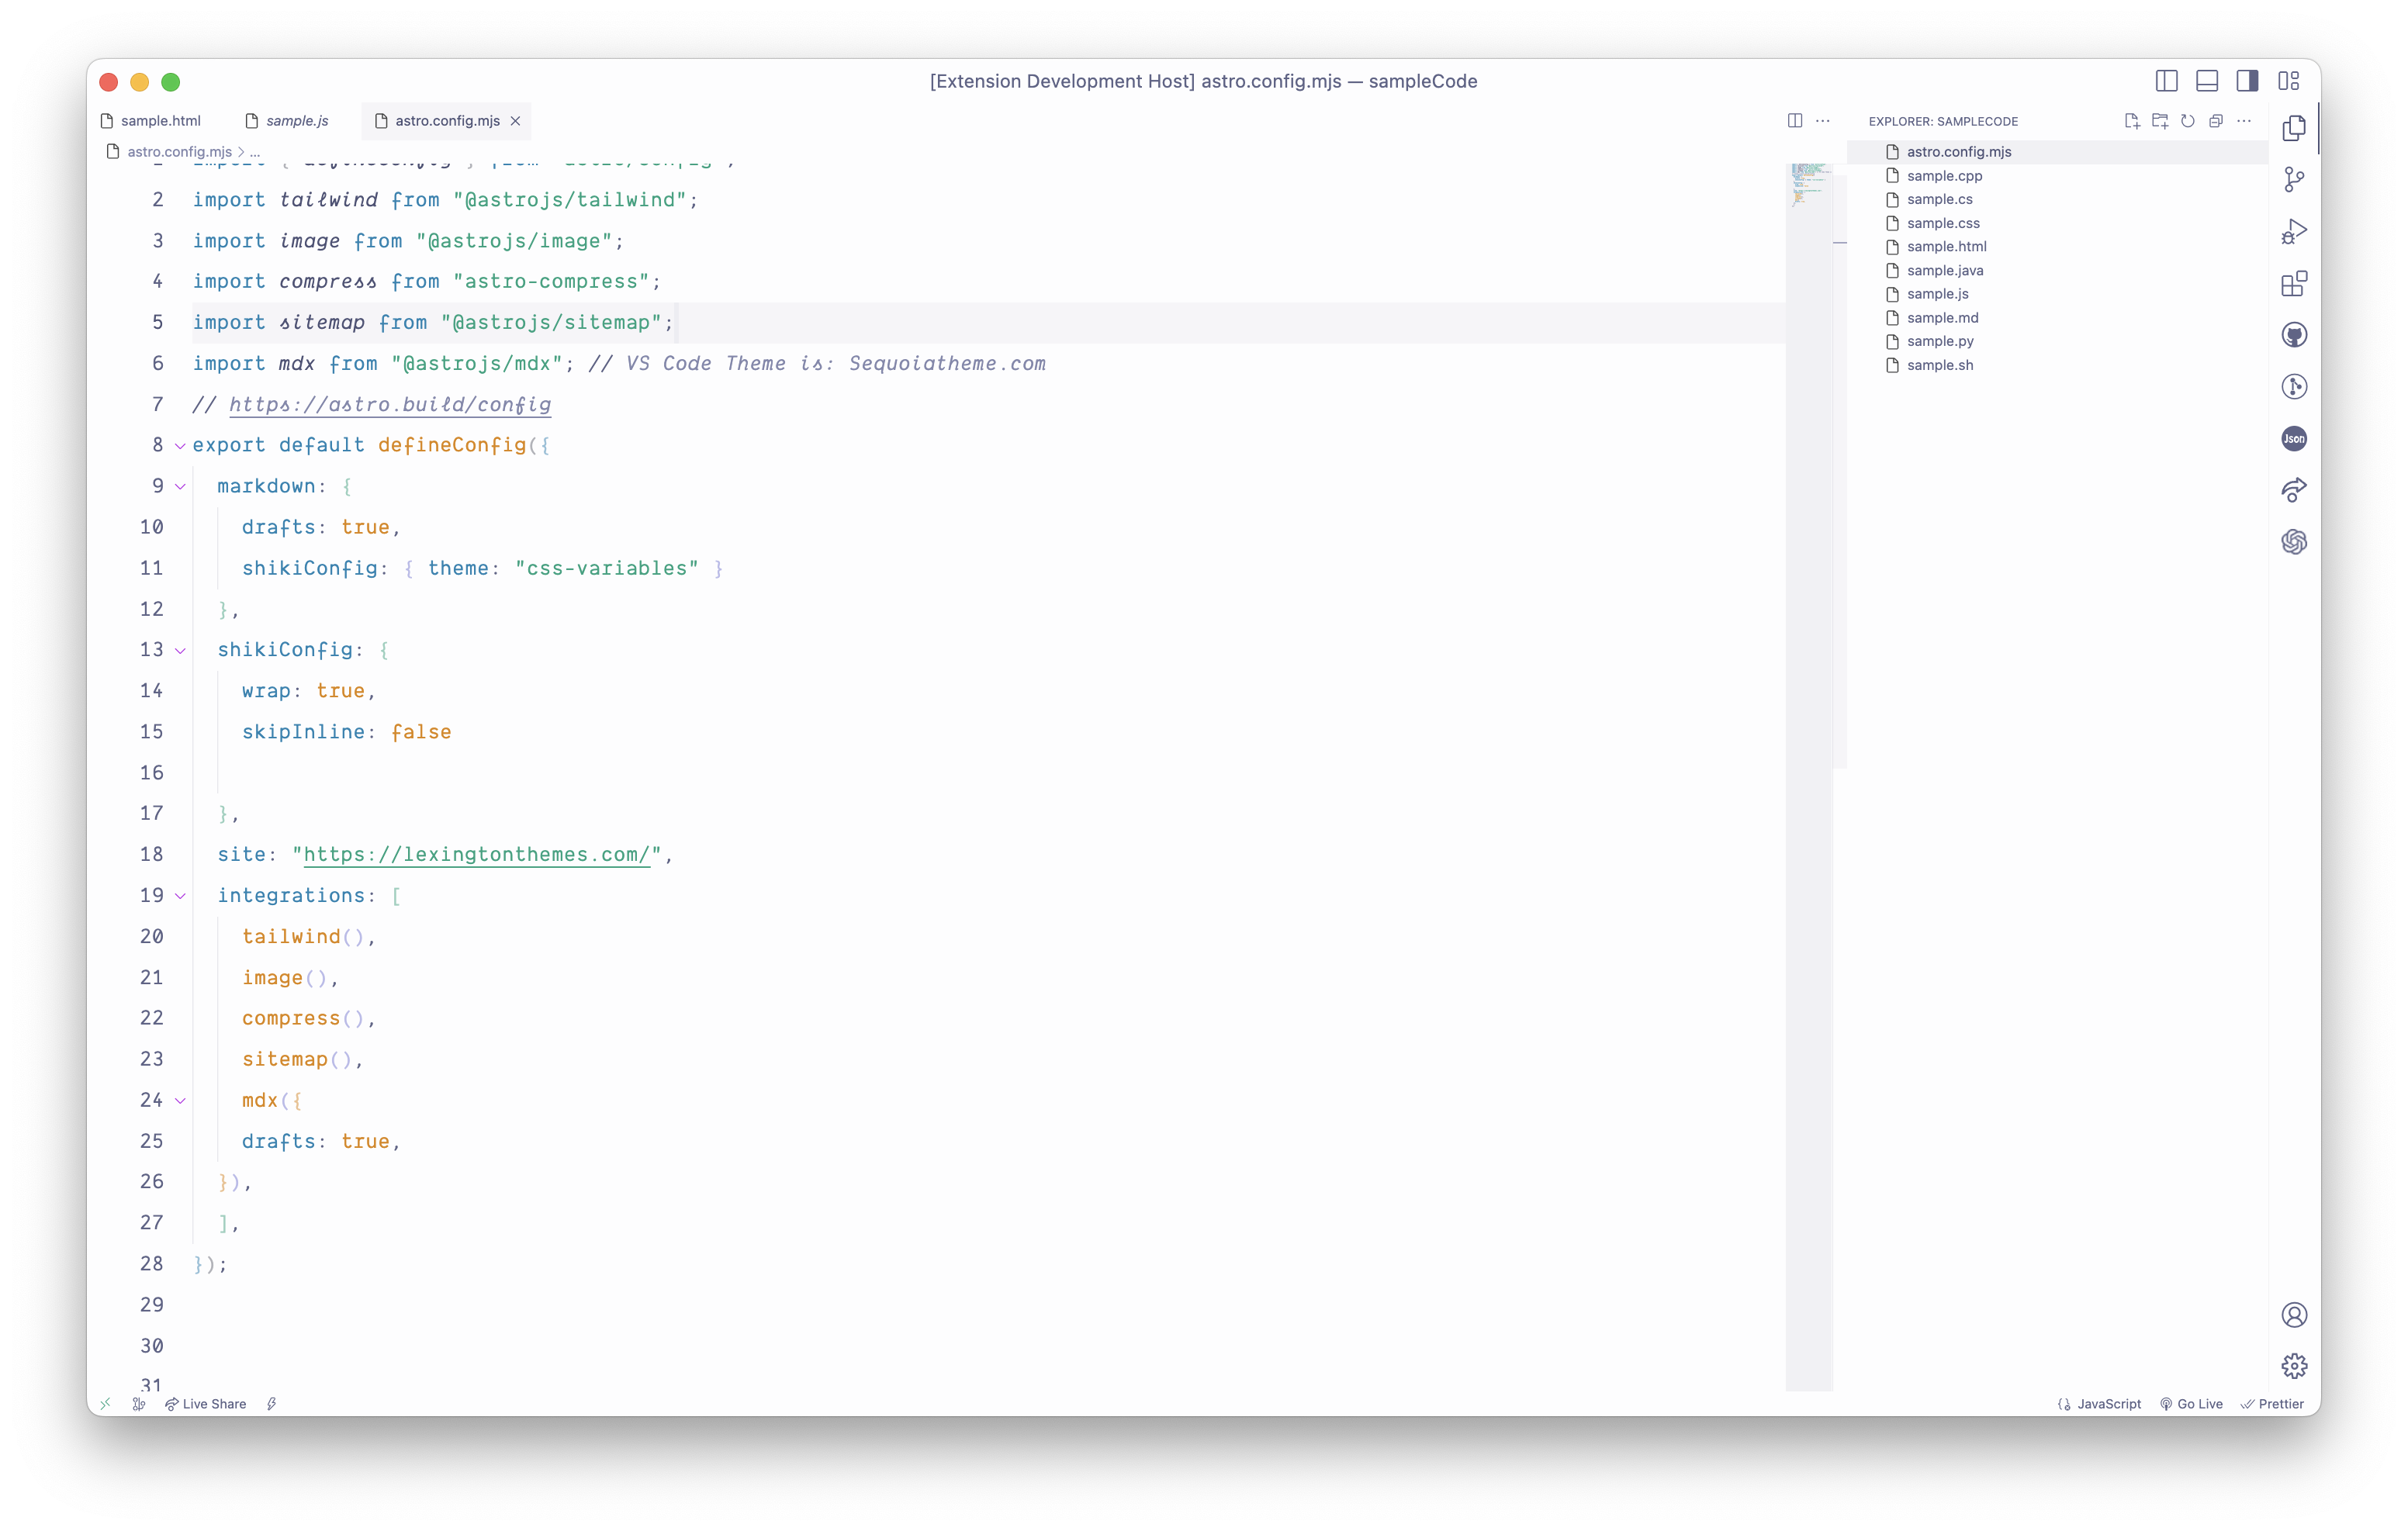 [Extension Development Host] astro.config.mjs — sampleCode
sample.html
sample.js
astro.config.mjs
EXPLORER: SAMPLECODE
astro.config.mjs > ...
2 import tailwind from "@astrojs/tailwind";
3 import image from "@astrojs/image";
4 import compress from "astro-compress";
5 import sitemap from "@astrojs/sitemap";
6 import mdx from "@astrojs/mdx"; // VS Code Theme is: Sequoiatheme.com
7 // https://astro.build/config
8 export default defineConfig({
9 markdown: {
10 drafts: true,
11 shikiConfig: { theme: "css-variables" }
12 },
13 shikiConfig: {
14 wrap: true,
15 skipInline: false
16
17 },
18 site: "https://lexingtonthemes.com/",
19 integrations: [
20 tailwind(),
21 image(),
22 compress(),
23 sitemap(),
24 mdx({
25 drafts: true,
26 }),
27 ],
28 });
29
30
31
astro.config.mjs
sample.cpp
sample.cs
sample.css
sample.html
sample.java
sample.js
sample.md
sample.py
sample.sh
Json
Live Share
JavaScript
Go Live
Prettier